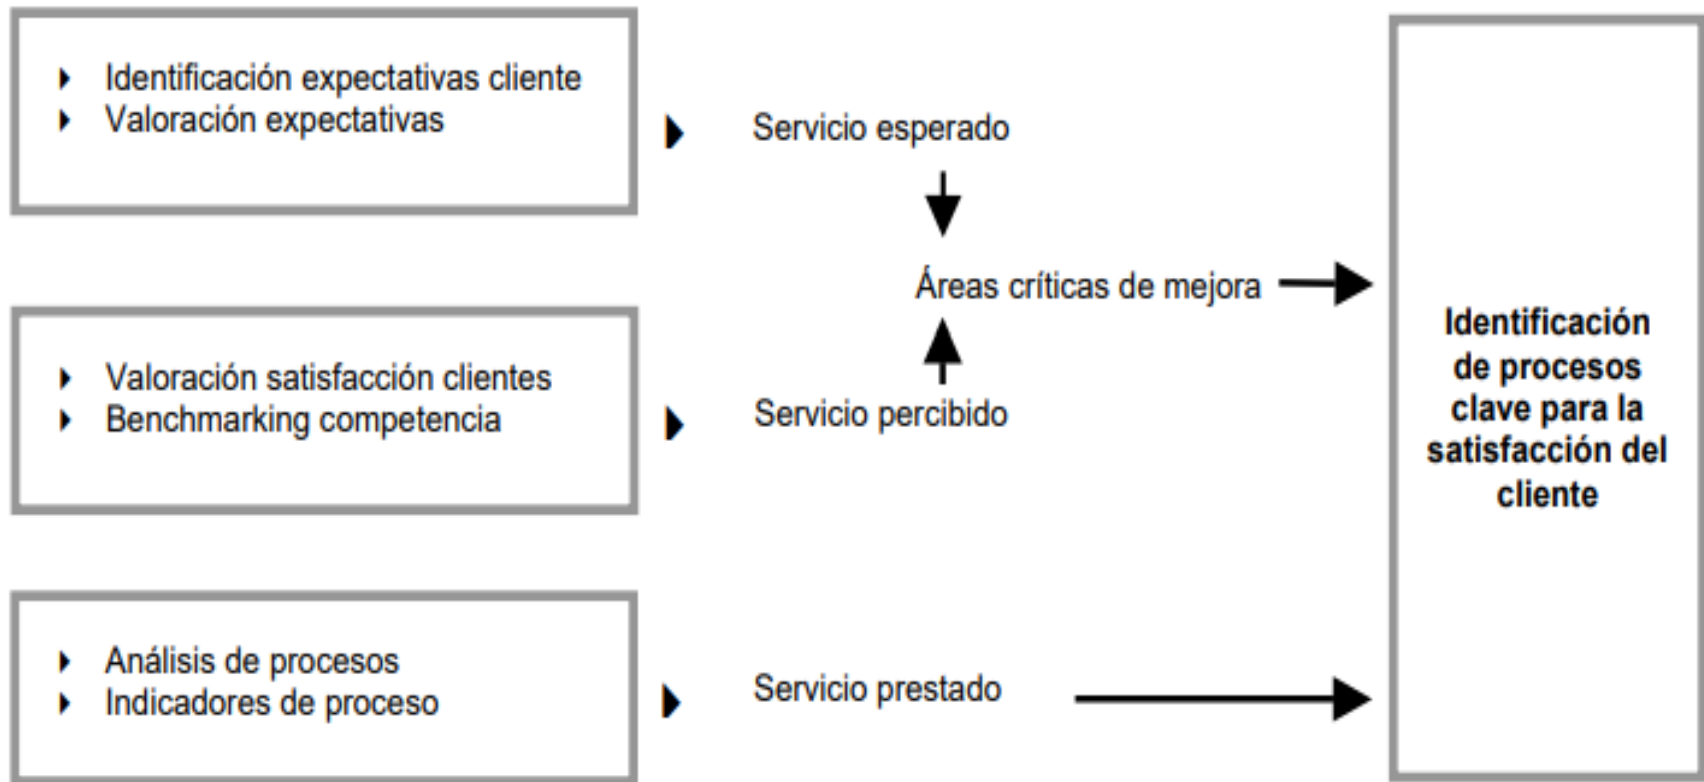 Identificación expectativas cliente
Valoración expectativas
Servicio esperado
Áreas críticas de mejora
Valoración satisfacción clientes
Benchmarking competencia
Servicio percibido
Análisis de procesos
Indicadores de proceso
Servicio prestado
Identificación
de procesos
clave para la
satisfacción del
cliente